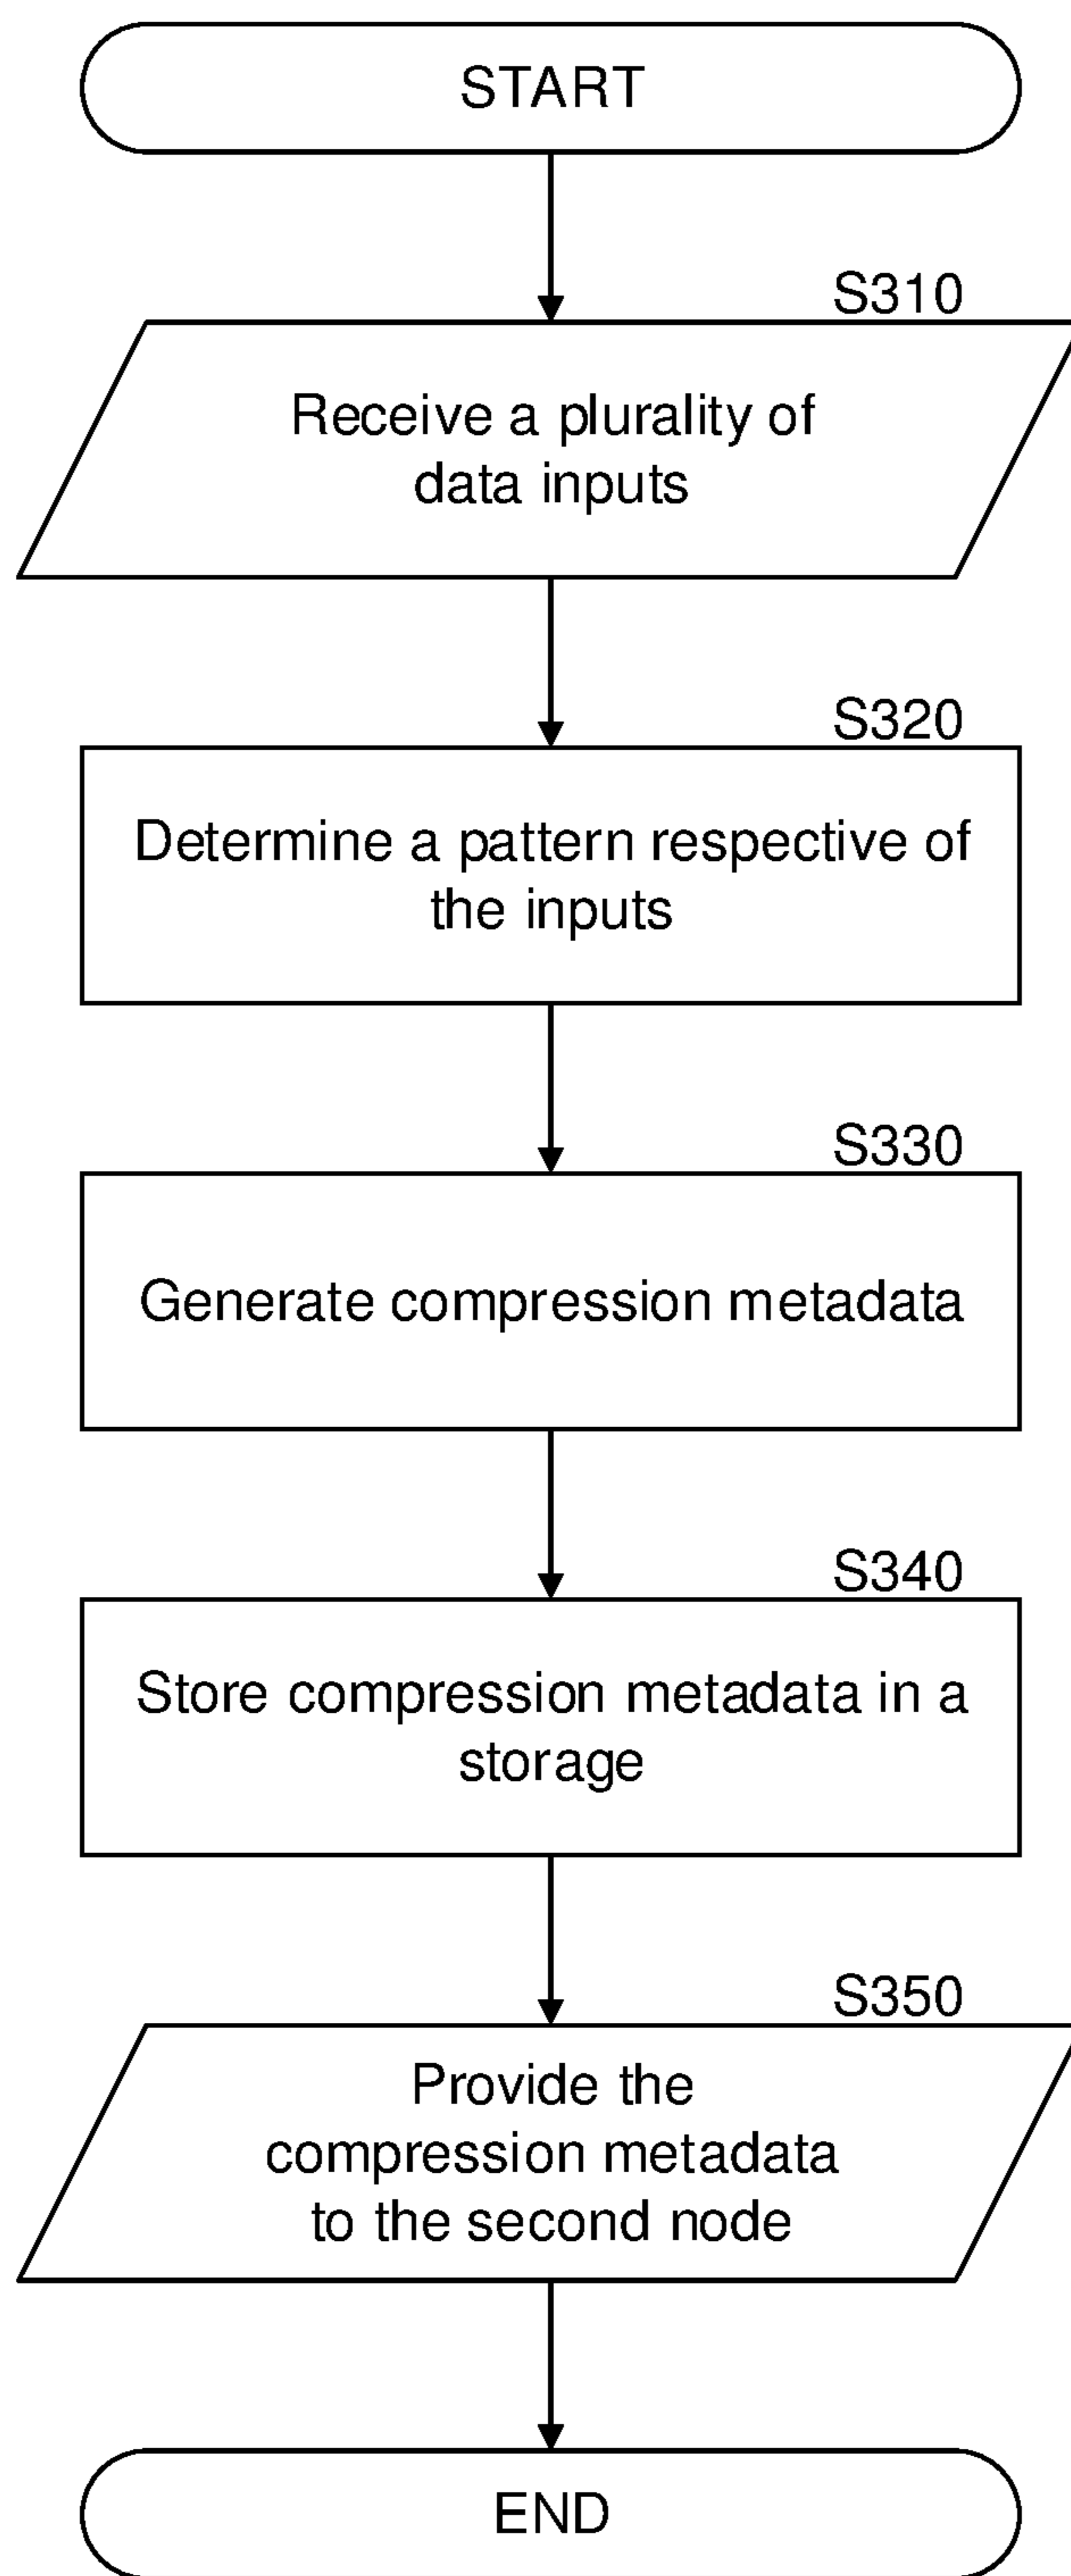 START
S310
Receive a plurality of
data inputs
S320
Determine a pattern respective of
the inputs
S330
Generate compression metadata
S340
Store compression metadata in a
storage
S350
Provide the
compression metadata
to the second node
END